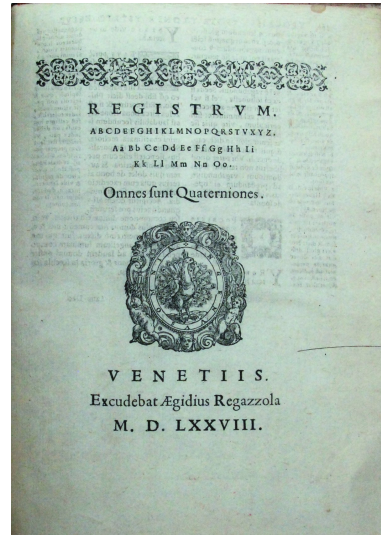 REGISTRVM.
ABCDEFGHIKLMNOPQRSTVXYZ.
Aa Bb Cc Dd Ee Ff Gg Hh Ii
Kk Ll Mm Nn Oo.
Omnes ſunt Quaterniones.
VENETIIS.
Excudebat Ægidius Regazzola
M. D. LXXVIII.